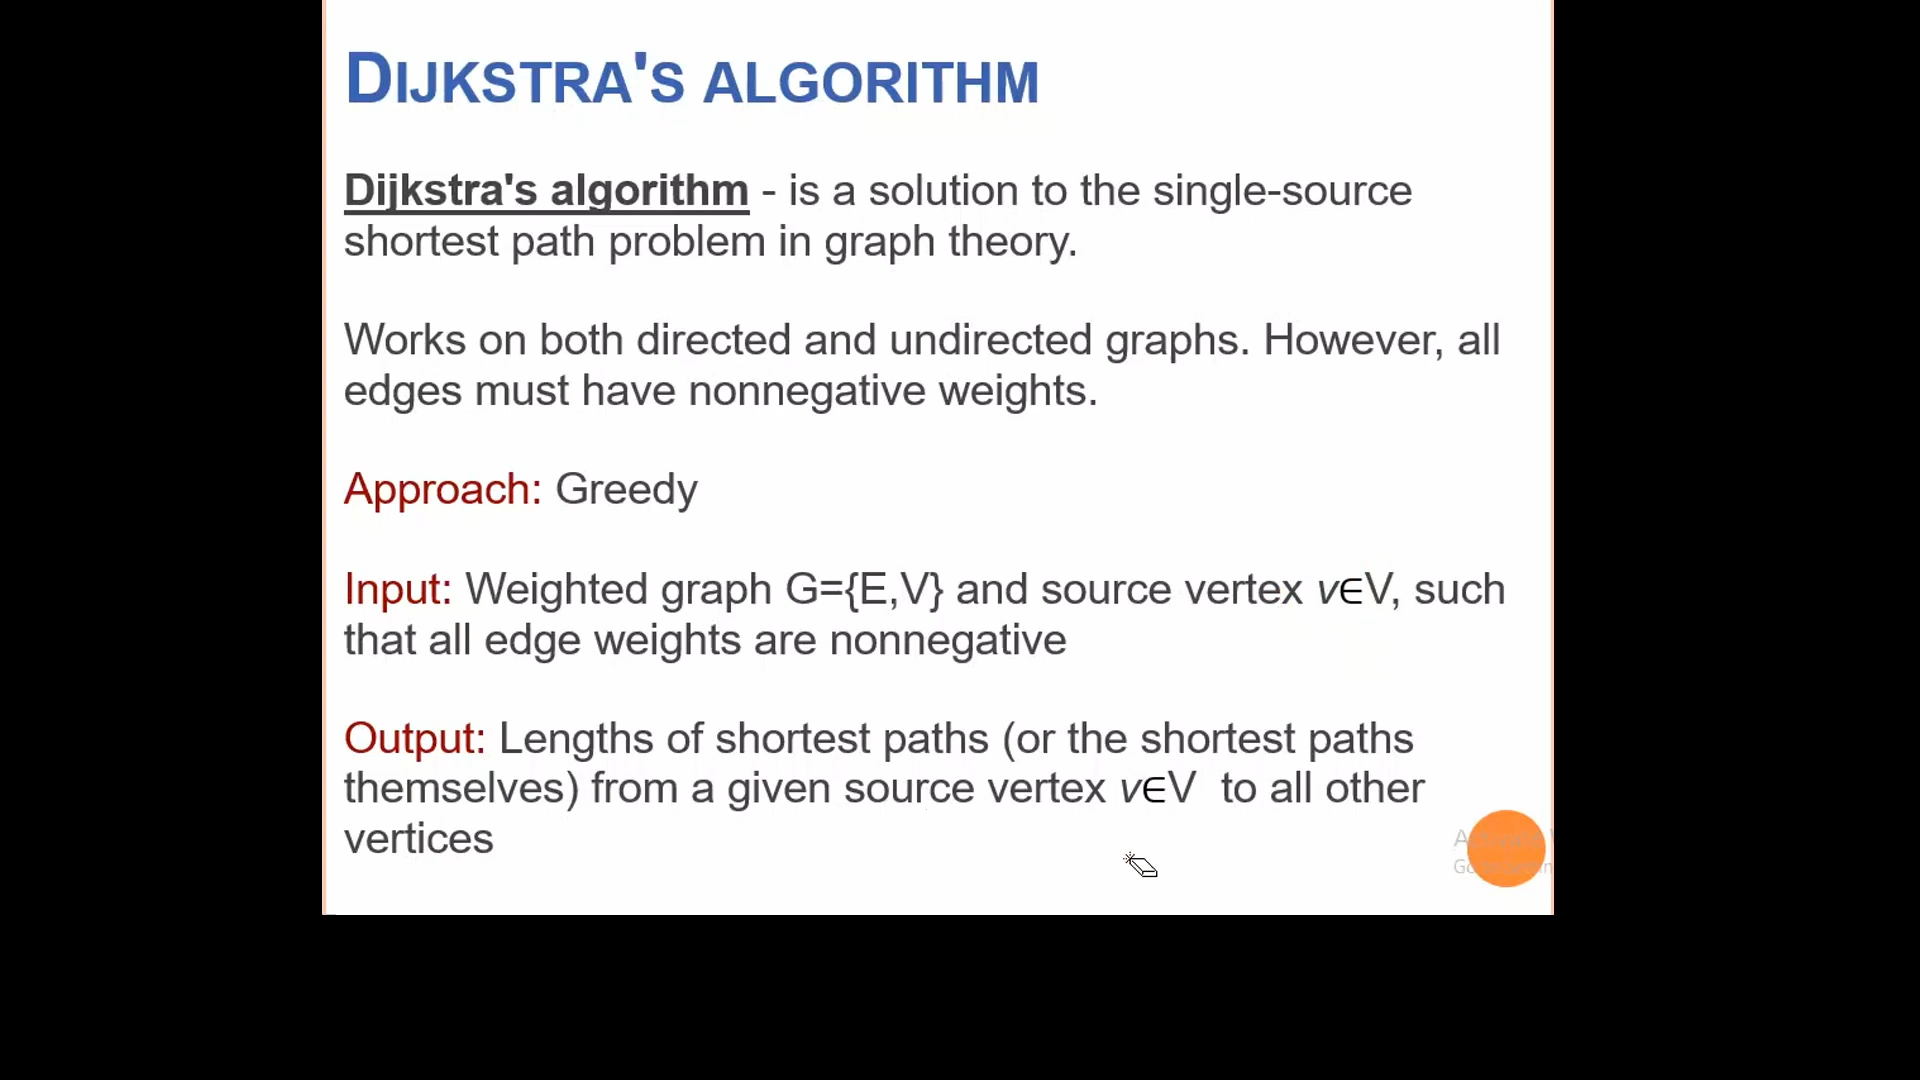 DIJKSTRA'S ALGORITHM
Dijkstra's algorithm - is a solution to the single-source
shortest path problem in graph theory.
Works on both directed and undirected graphs. However, all
edges must have nonnegative weights.
Approach: Greedy
Input: Weighted graph G={E,V} and source vertex v∈V, such
that all edge weights are nonnegative
Output: Lengths of shortest paths (or the shortest paths
themselves) from a given source vertex v∈V to all other
vertices